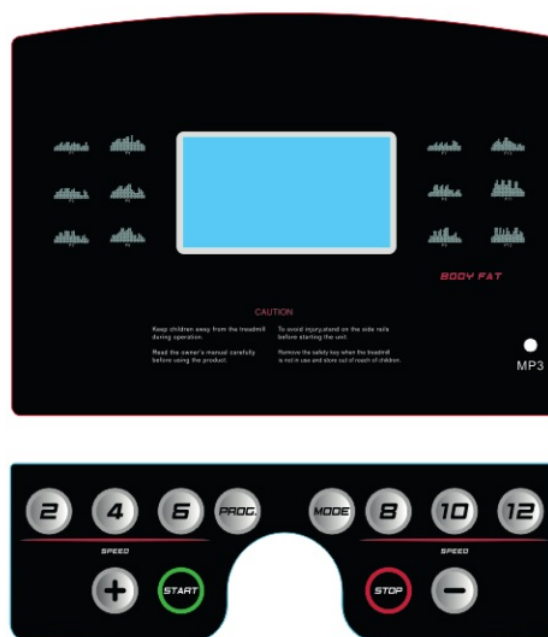 BODY FAT
CAUTION
Keep children away from the treadmill
during operation.
Read the owner's manual carefully
before using the product.
To avoid injury,stand on the side rails
before starting the unit.
Remove the safety key when the treadmill
is not in use and store out of reach of children.
MP3
2 4 6 PROG. MODE 8 10 12
SPEED SPEED
+ START STOP -